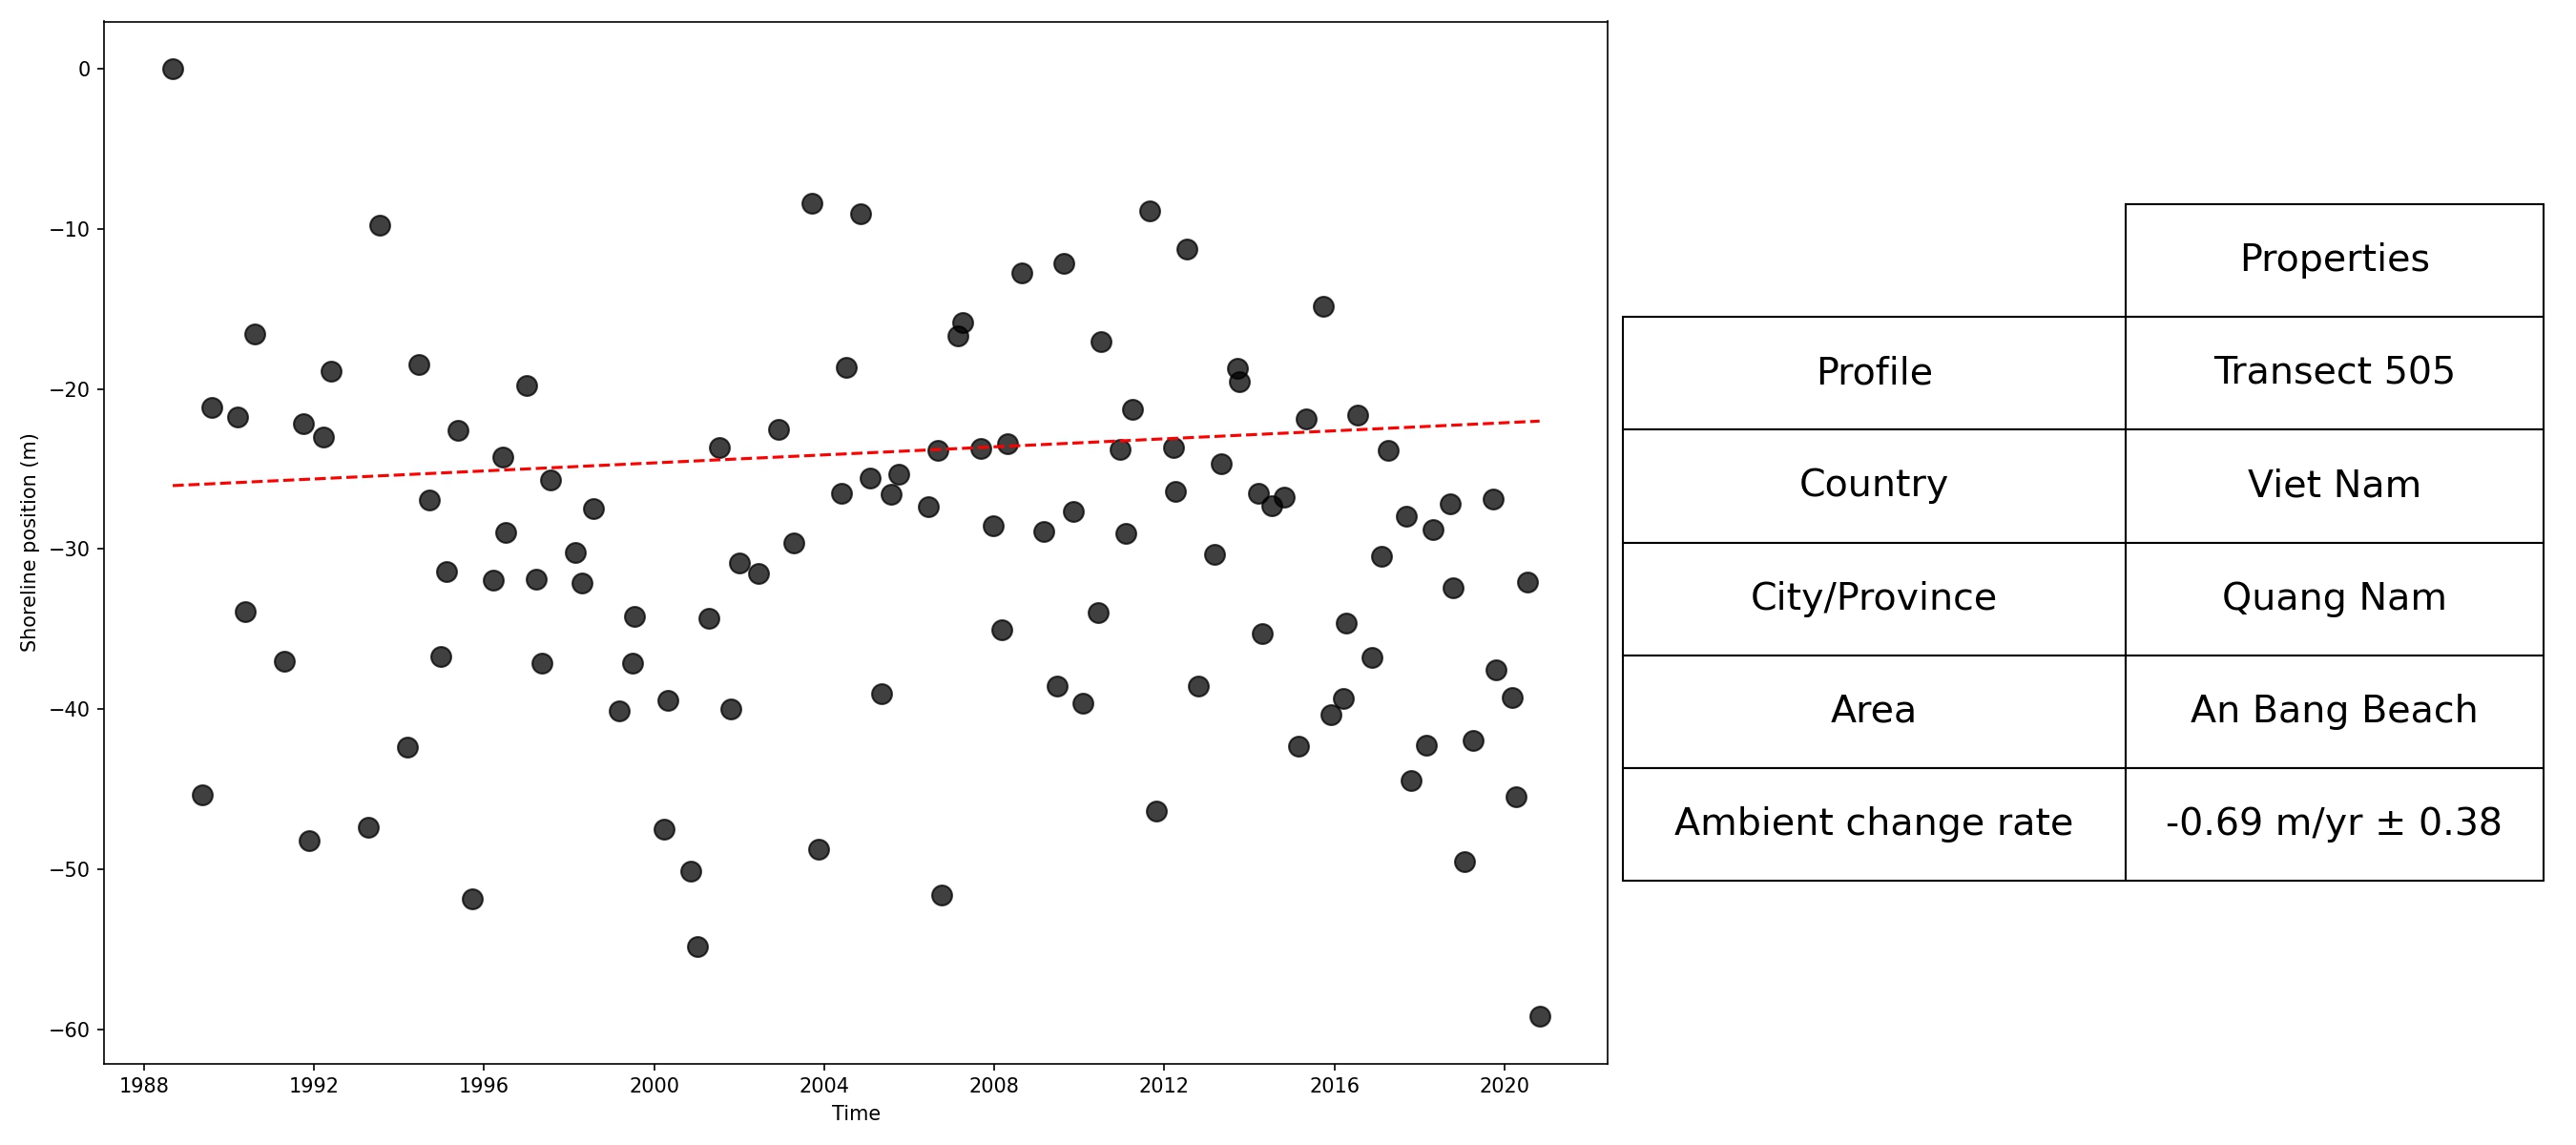 0
−10
−20
−30
−40
−50
−60
Shoreline position (m)
1988 1992 1996 2000 2004 2008 2012 2016 2020
Time
Properties
Profile Transect 505
Country Viet Nam
City/Province Quang Nam
Area An Bang Beach
Ambient change rate -0.69 m/yr ± 0.38